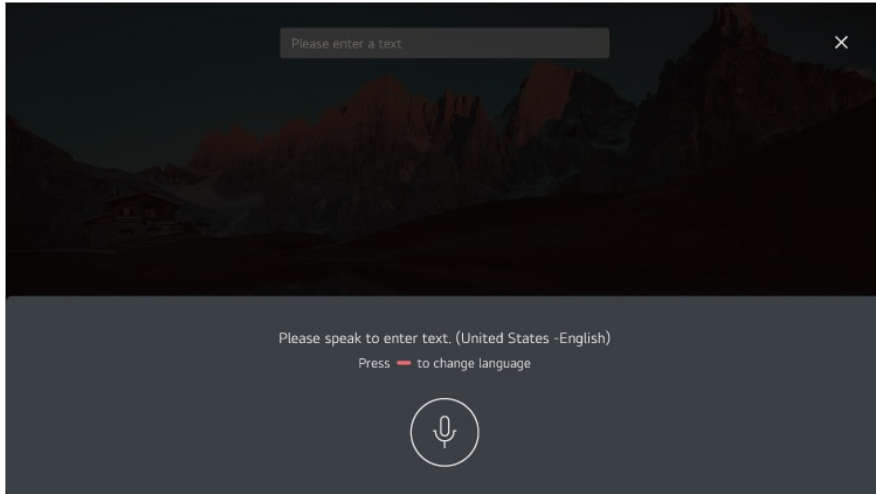 Please enter a text
Please speak to enter text. (United States -English)
Press to change language